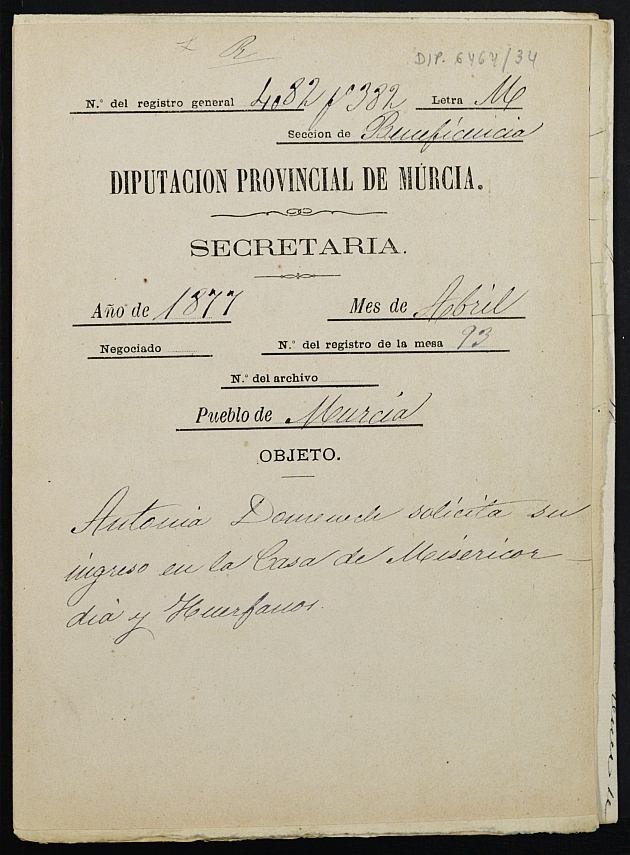 R DIP. 6467/34
N.º del registro general 4082 fº 382 Letra M
Seccion de Beneficencia
DIPUTACION PROVINCIAL DE MÚRCIA.
SECRETARIA.
Año de 1877 Mes de Abril
Negociado N.º del registro de la mesa 93
N.º del archivo
Pueblo de Murcia
OBJETO.
Antonia Domenech solicita su
ingreso en la Casa de Misericor-
dia y Huerfanos.